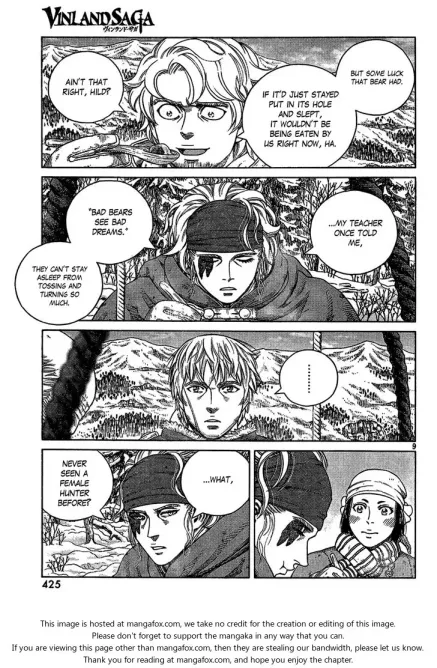 VINLAND SAGA
ヴィンランド・サガ
BUT SOME LUCK
THAT BEAR HAD.
IF IT'D JUST STAYED
PUT IN ITS HOLE
AND SLEPT,
IT WOULDN'T BE
BEING EATEN BY
US RIGHT NOW, HA.
AIN'T THAT
RIGHT, HILD?
...MY TEACHER
ONCE TOLD
ME,
"BAD BEARS
SEE BAD
DREAMS."
THEY CAN'T STAY
ASLEEP FROM
TOSSING AND
TURNING SO
MUCH.
........
9
...WHAT,
NEVER
SEEN A
FEMALE
HUNTER
BEFORE?
425
This image is hosted at mangafox.com, we take no credit for the creation or editing of this image.
Please don't forget to support the mangaka in any way that you can.
If you are viewing this page other than mangafox.com, then they are stealing our bandwidth, please let us know.
Thank you for reading at mangafox.com, and hope you enjoy the chapter.